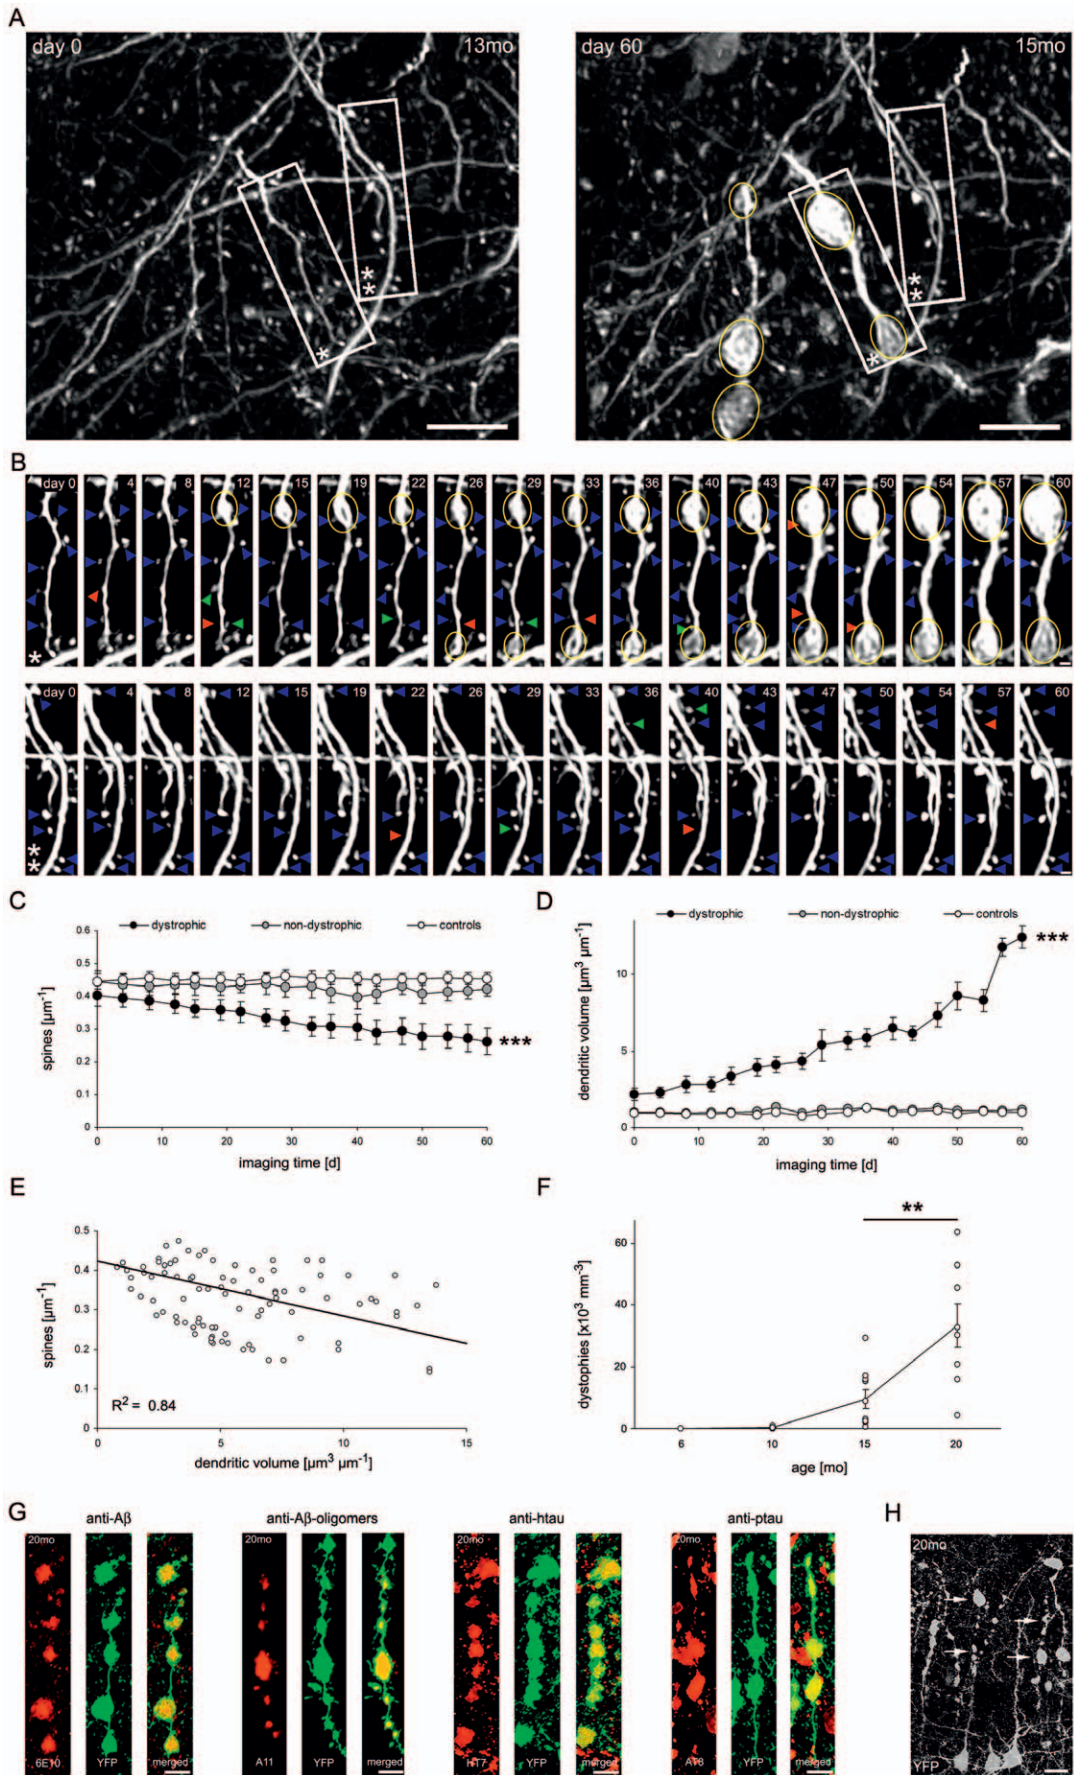 A
day 0 13mo
day 60 15mo
*
**
*
**
B
day 0 4 8 12 15 19 22 26 29 33 36 40 43 47 50 54 57 60
*
day 0 4 8 12 15 19 22 26 29 33 36 40 43 47 50 54 57 60
**
C
dystrophic non-dystrophic controls
0.6
0.5
0.4
0.3
0.2
0.1
0
spines [µm⁻¹]
***
0 10 20 30 40 50 60
imaging time [d]
D
dystrophic non-dystrophic controls
10
5
0
dendritic volume [µm³ µm⁻¹]
***
0 10 20 30 40 50 60
imaging time [d]
E
0.5
0.4
0.3
0.2
0.1
0
spines [µm⁻¹]
R² = 0.84
0 5 10 15
dendritic volume [µm³ µm⁻¹]
F
**
60
40
20
0
dystophies [x10³ mm⁻³]
6 10 15 20
age [mo]
G
anti-Aβ anti-Aβ-oligomers anti-htau anti-ptau
20mo 20mo 20mo 20mo
6E10 YFP merged A11 YFP merged HT7 YFP merged AT8 YFP merged
H
20mo
YFP